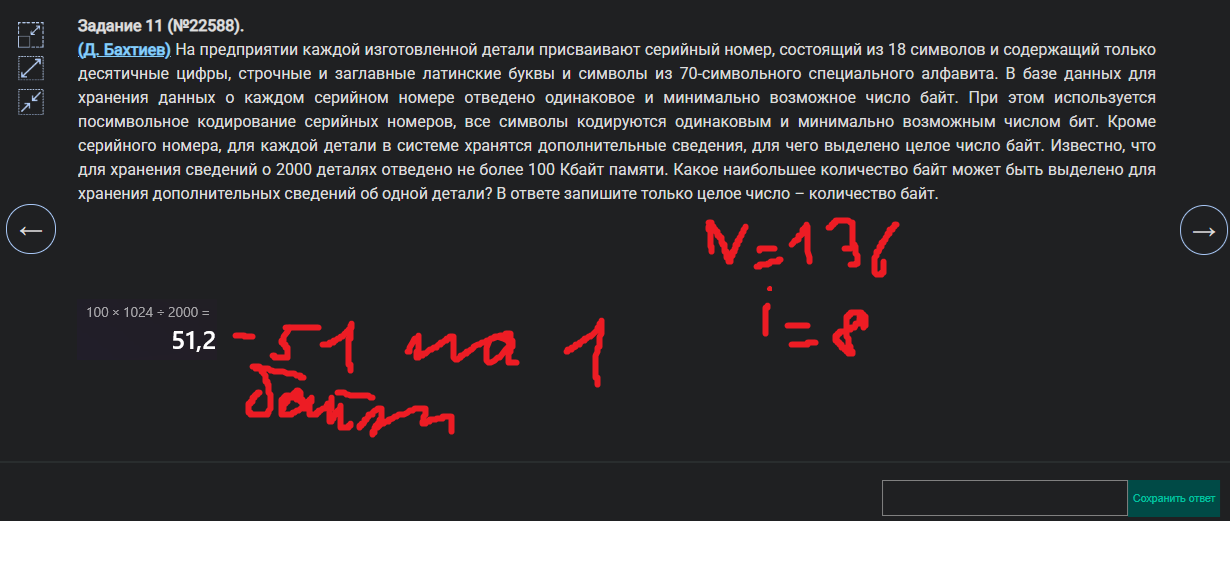 Задание 11 (№22588).
(Д. Бахтиев) На предприятии каждой изготовленной детали присваивают серийный номер, состоящий из 18 символов и содержащий только
десятичные цифры, строчные и заглавные латинские буквы и символы из 70-символьного специального алфавита. В базе данных для
хранения данных о каждом серийном номере отведено одинаковое и минимально возможное число байт. При этом используется
посимвольное кодирование серийных номеров, все символы кодируются одинаковым и минимально возможным числом бит. Кроме
серийного номера, для каждой детали в системе хранятся дополнительные сведения, для чего выделено целое число байт. Известно, что
для хранения сведений о 2000 деталях отведено не более 100 Кбайт памяти. Какое наибольшее количество байт может быть выделено для
хранения дополнительных сведений об одной детали? В ответе запишите только целое число – количество байт.
N=136
i=8
100 × 1024 ÷ 2000 =
51,2 - 51 на 1
байты
Сохранить ответ